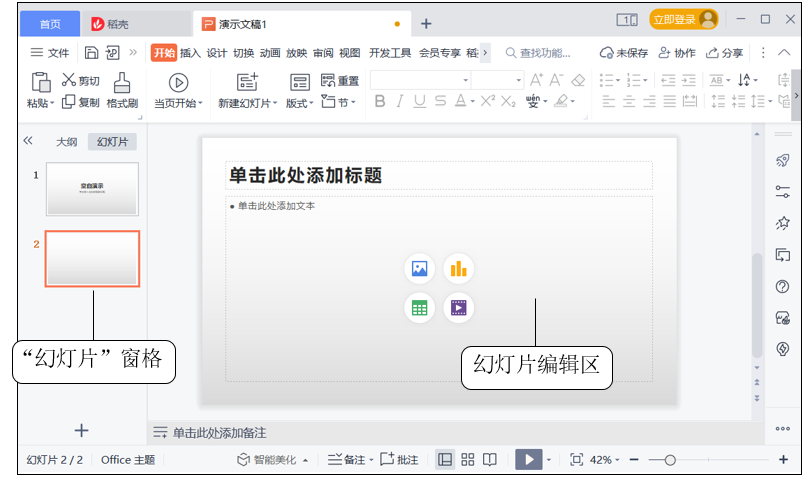 首页 稻壳 演示文稿1 立即登录
文件 开始 插入 设计 切换 动画 放映 审阅 视图 开发工具 会员专享 稻 查找功能... 未保存 协作 分享
剪切 重置
粘贴 复制 格式刷 当页开始 新建幻灯片 版式 节 B I U S A X² X₂ wén 变 AB
大纲 幻灯片
1
空白演示
单击此处添加标题
单击此处添加文本
2
“幻灯片”窗格
幻灯片编辑区
单击此处添加备注
幻灯片 2 / 2 Office 主题 智能美化 备注 批注 42%